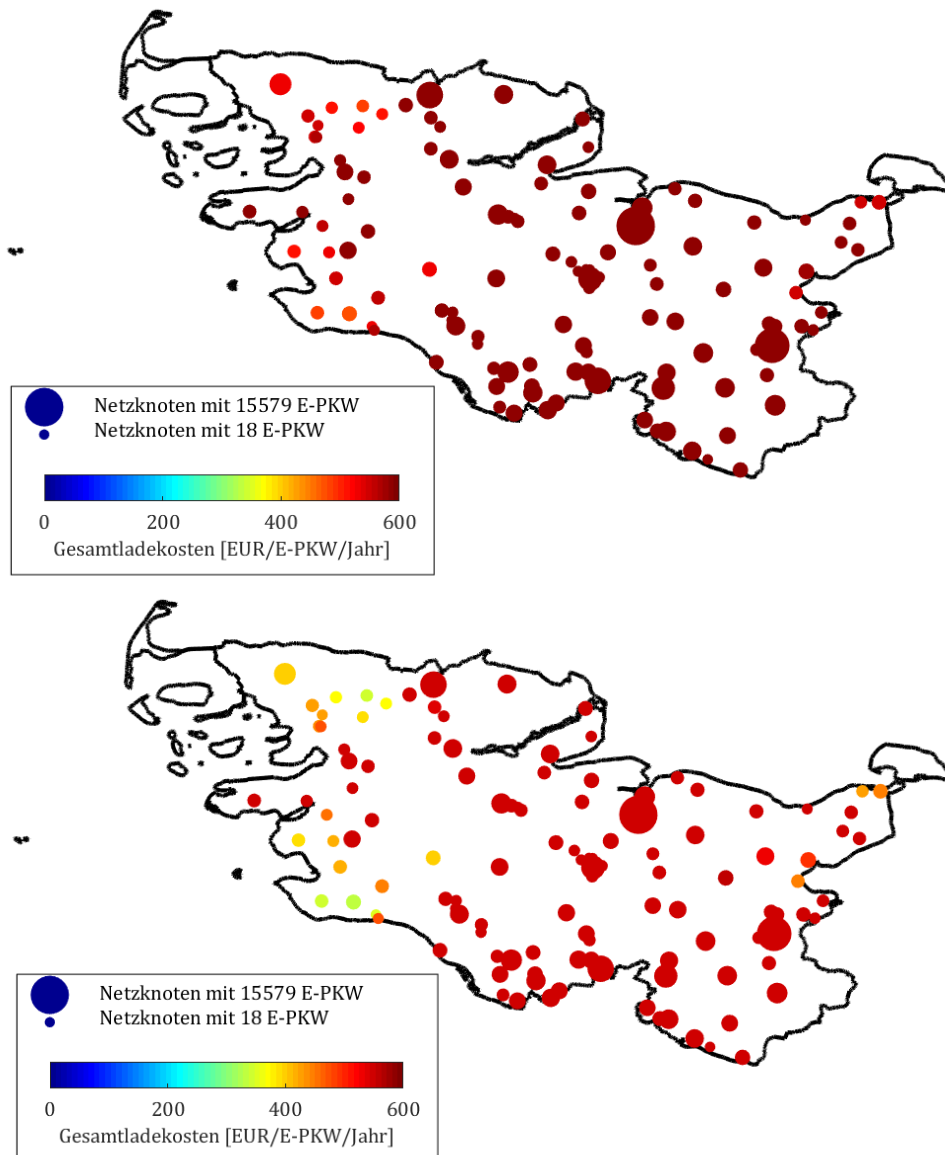 Netzknoten mit 15579 E-PKW
Netzknoten mit 18 E-PKW
0 200 400 600
Gesamtladekosten [EUR/E-PKW/Jahr]
Netzknoten mit 15579 E-PKW
Netzknoten mit 18 E-PKW
0 200 400 600
Gesamtladekosten [EUR/E-PKW/Jahr]